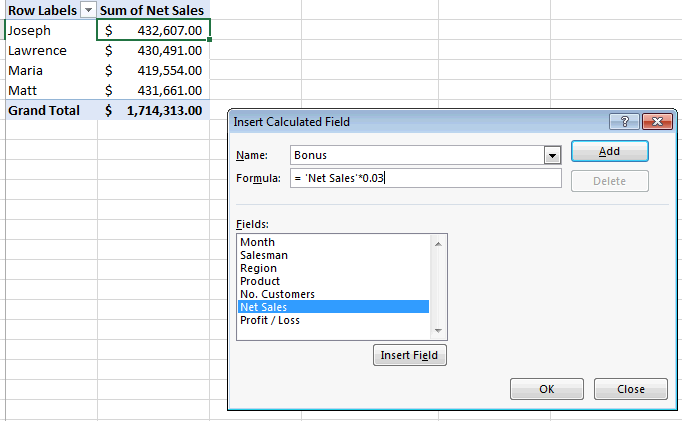 Row Labels Sum of Net Sales
Joseph $ 432,607.00
Lawrence $ 430,491.00
Maria $ 419,554.00
Matt $ 431,661.00
Grand Total $ 1,714,313.00
Insert Calculated Field ?
Name: Bonus Add
Formula: = 'Net Sales'*0.03 Delete
Fields:
Month
Salesman
Region
Product
No. Customers
Net Sales
Profit / Loss
Insert Field
OK Close